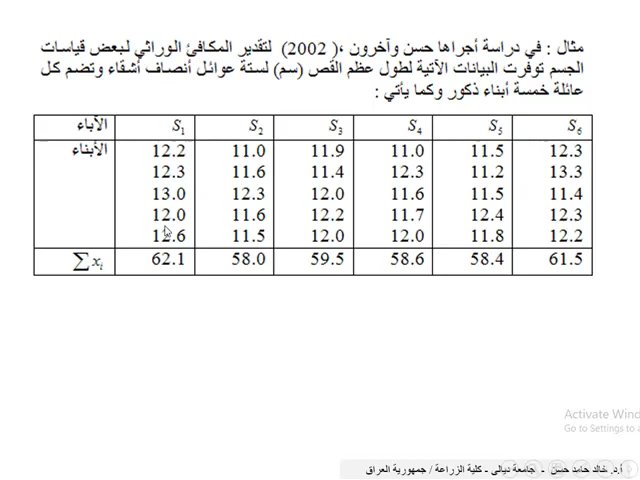 مثال : في دراسة أجراها حسن وآخرون ،( 2002) لتقدير المكافئ الوراثي لبعض قياسات
الجسم توفرت البيانات الآتية لطول عظم القص (سم) لستة عوائل أنصاف أشقاء وتضم كل
عائلة خمسة أبناء ذكور وكما يأتي :
الآباء S1 S2 S3 S4 S5 S6
الأبناء 12.2 11.0 11.9 11.0 11.5 12.3
12.3 11.6 11.4 12.3 11.2 13.3
13.0 12.3 12.0 11.6 11.5 11.4
12.0 11.6 12.2 11.7 12.4 12.3
12.6 11.5 12.0 12.0 11.8 12.2
∑ xi 62.1 58.0 59.5 58.6 58.4 61.5
Activate Wind
Go to Settings to a
أ.د. خالد حامد حسن - جامعة ديالى - كلية الزراعة / جمهورية العراق